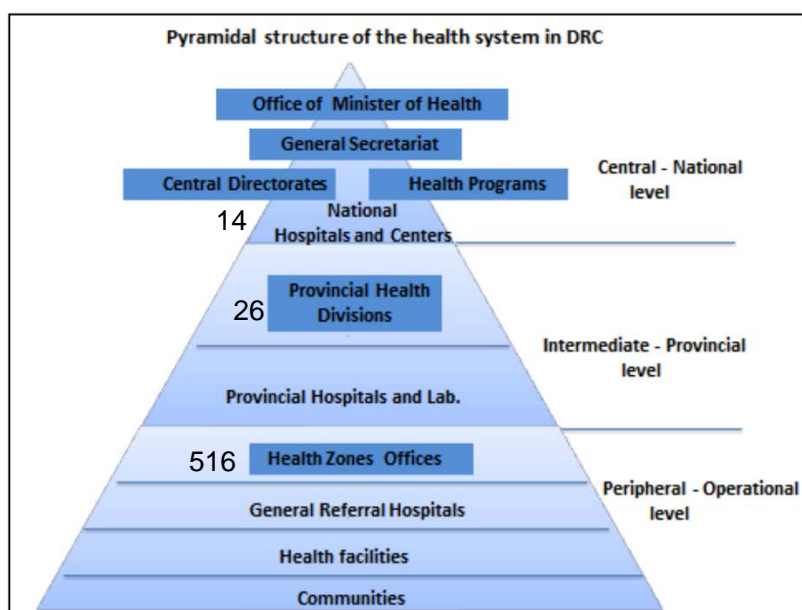 Pyramidal structure of the health system in DRC
Office of Minister of Health
General Secretariat
Central Directorates
Health Programs
Central - National
level
14
National
Hospitals and Centers
26
Provincial Health
Divisions
Intermediate - Provincial
level
Provincial Hospitals and Lab.
516
Health Zones Offices
Peripheral - Operational
level
General Referral Hospitals
Health facilities
Communities